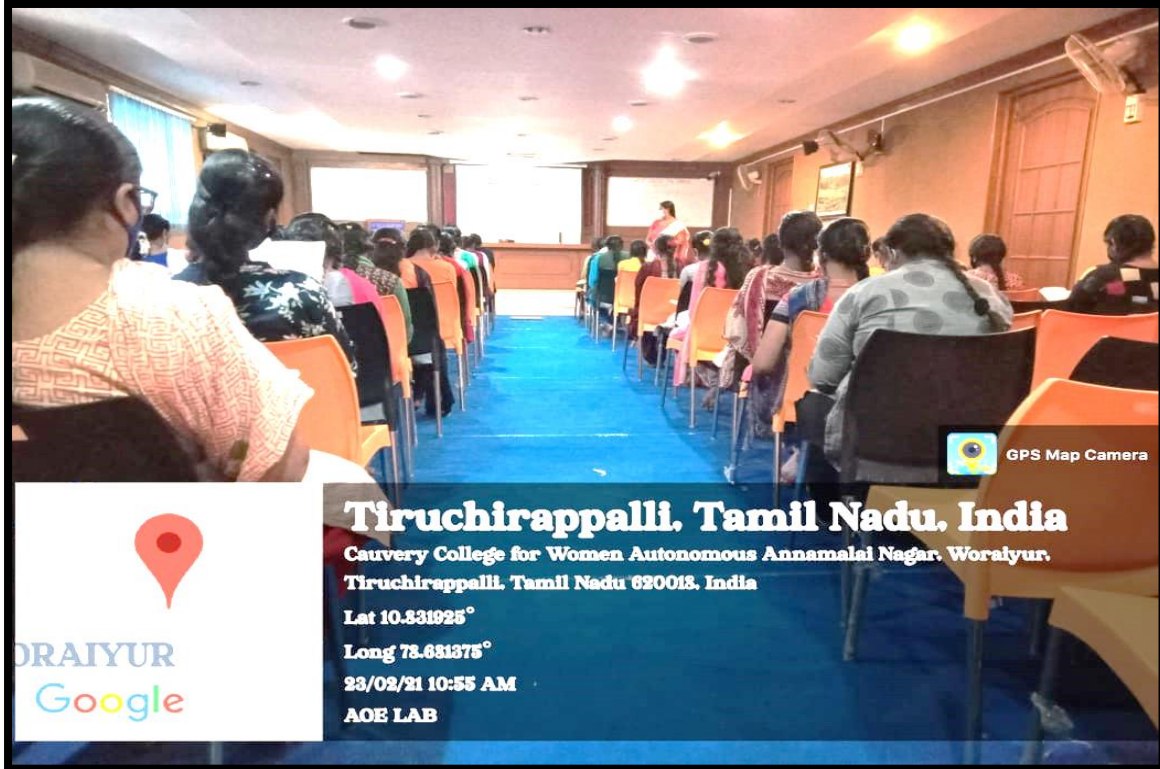 GPS Map Camera
Tiruchirappalli, Tamil Nadu, India
Cauvery College for Women Autonomous Annamalai Nagar, Woraiyur,
Tiruchirappalli, Tamil Nadu 620018, India
Lat 10.831925°
Long 78.681375°
23/02/21 10:55 AM
AOE LAB
ORAIYUR
Google